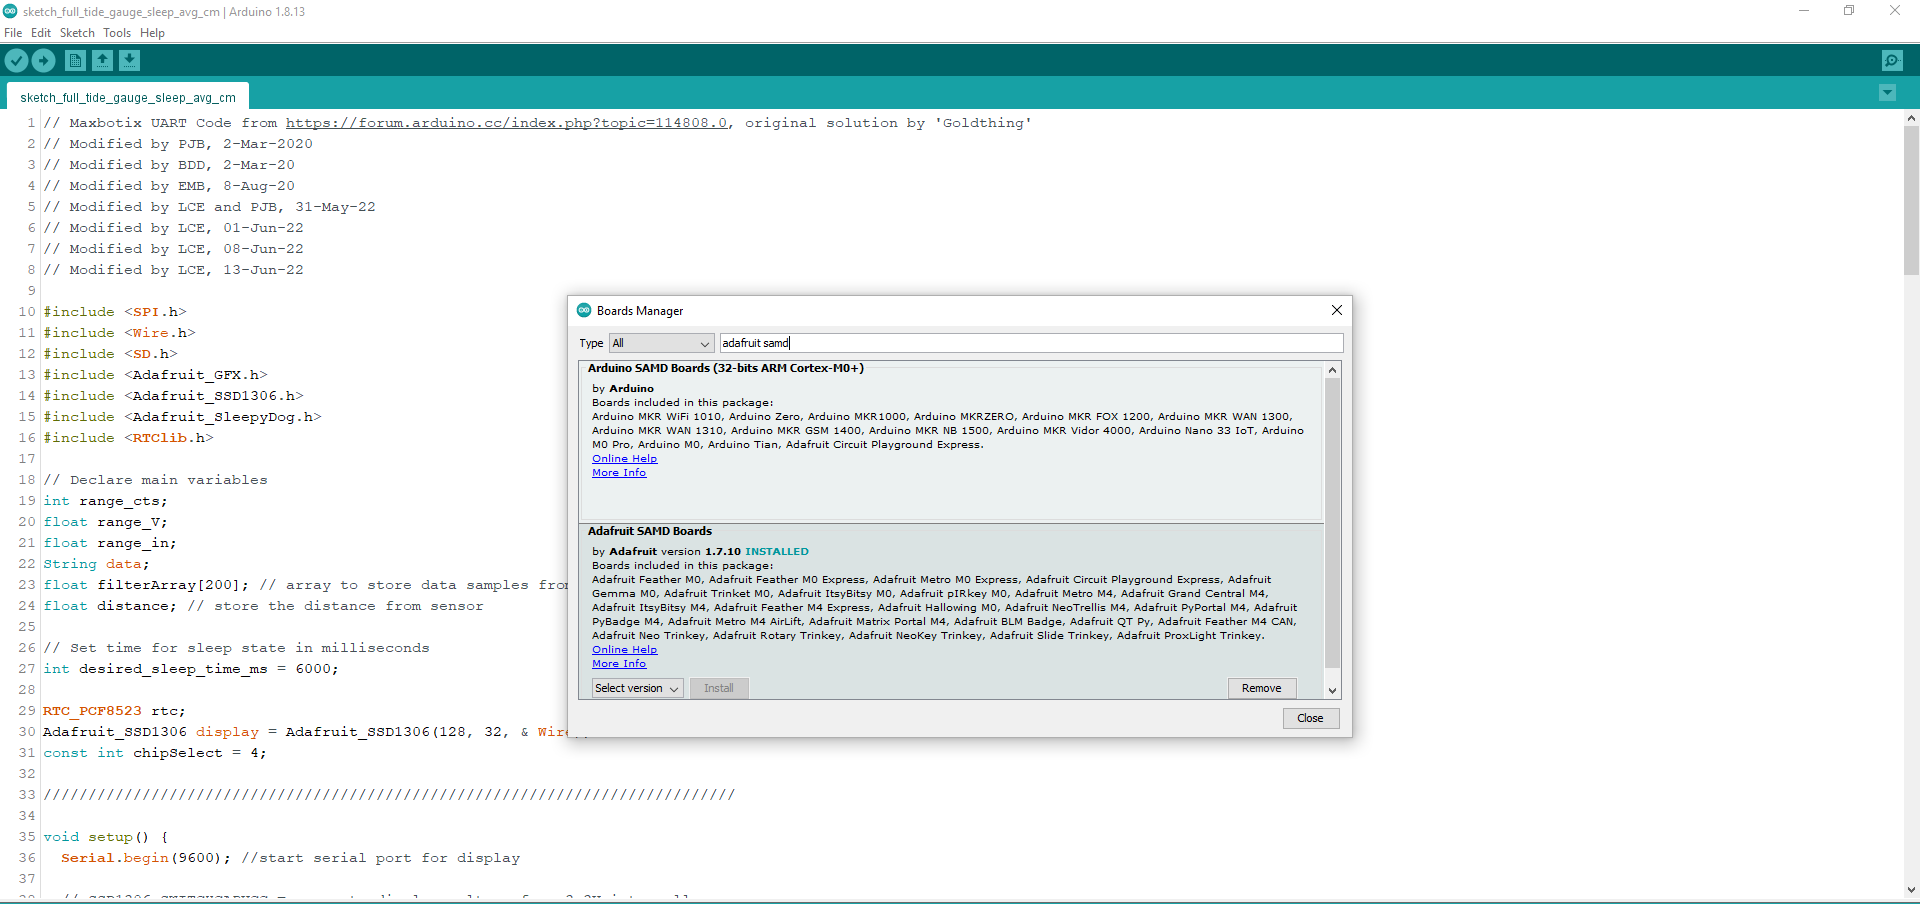 sketch_full_tide_gauge_sleep_avg_cm | Arduino 1.8.13
File Edit Sketch Tools Help
sketch_full_tide_gauge_sleep_avg_cm
1 // Maxbotix UART Code from https://forum.arduino.cc/index.php?topic=114808.0, original solution by 'Goldthing'
2 // Modified by PJB, 2-Mar-2020
3 // Modified by BDD, 2-Mar-20
4 // Modified by EMB, 8-Aug-20
5 // Modified by LCE and PJB, 31-May-22
6 // Modified by LCE, 01-Jun-22
7 // Modified by LCE, 08-Jun-22
8 // Modified by LCE, 13-Jun-22
9
10 #include <SPI.h>
11 #include <Wire.h>
12 #include <SD.h>
13 #include <Adafruit_GFX.h>
14 #include <Adafruit_SSD1306.h>
15 #include <Adafruit_SleepyDog.h>
16 #include <RTClib.h>
17
18 // Declare main variables
19 int range_cts;
20 float range_V;
21 float range_in;
22 String data;
23 float filterArray[200]; // array to store data samples from
24 float distance; // store the distance from sensor
25
26 // Set time for sleep state in milliseconds
27 int desired_sleep_time_ms = 6000;
28
29 RTC_PCF8523 rtc;
30 Adafruit_SSD1306 display = Adafruit_SSD1306(128, 32, & Wire
31 const int chipSelect = 4;
32
33 /////////////////////////////////////////////////////////////////////////////
34
35 void setup() {
36 Serial.begin(9600); //start serial port for display
37
Boards Manager
Type All adafruit samd
Arduino SAMD Boards (32-bits ARM Cortex-M0+)
by Arduino
Boards included in this package:
Arduino MKR WiFi 1010, Arduino Zero, Arduino MKR1000, Arduino MKRZERO, Arduino MKR FOX 1200, Arduino MKR WAN 1300,
Arduino MKR WAN 1310, Arduino MKR GSM 1400, Arduino MKR NB 1500, Arduino MKR Vidor 4000, Arduino Nano 33 IoT, Arduino
M0 Pro, Arduino M0, Arduino Tian, Adafruit Circuit Playground Express.
Online Help
More Info
Adafruit SAMD Boards
by Adafruit version 1.7.10 INSTALLED
Boards included in this package:
Adafruit Feather M0, Adafruit Feather M0 Express, Adafruit Metro M0 Express, Adafruit Circuit Playground Express, Adafruit
Gemma M0, Adafruit Trinket M0, Adafruit ItsyBitsy M0, Adafruit pIRkey M0, Adafruit Metro M4, Adafruit Grand Central M4,
Adafruit ItsyBitsy M4, Adafruit Feather M4 Express, Adafruit Hallowing M0, Adafruit NeoTrellis M4, Adafruit PyPortal M4, Adafruit
PyBadge M4, Adafruit Metro M4 AirLift, Adafruit Matrix Portal M4, Adafruit BLM Badge, Adafruit QT Py, Adafruit Feather M4 CAN,
Adafruit Neo Trinkey, Adafruit Rotary Trinkey, Adafruit NeoKey Trinkey, Adafruit Slide Trinkey, Adafruit ProxLight Trinkey.
Online Help
More Info
Select version Install Remove
Close